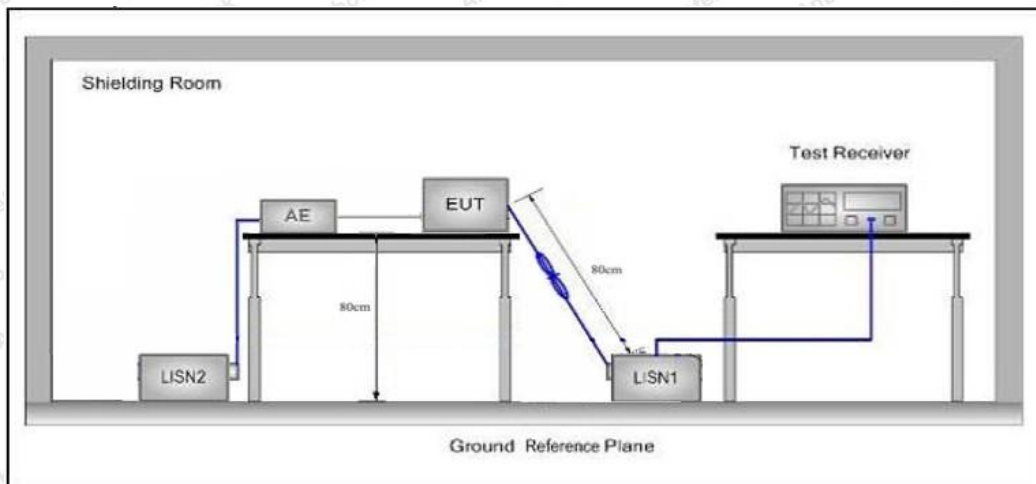 Shielding Room
Test Receiver
AE
EUT
80cm
80cm
LISN2
LISN1
Ground Reference Plane